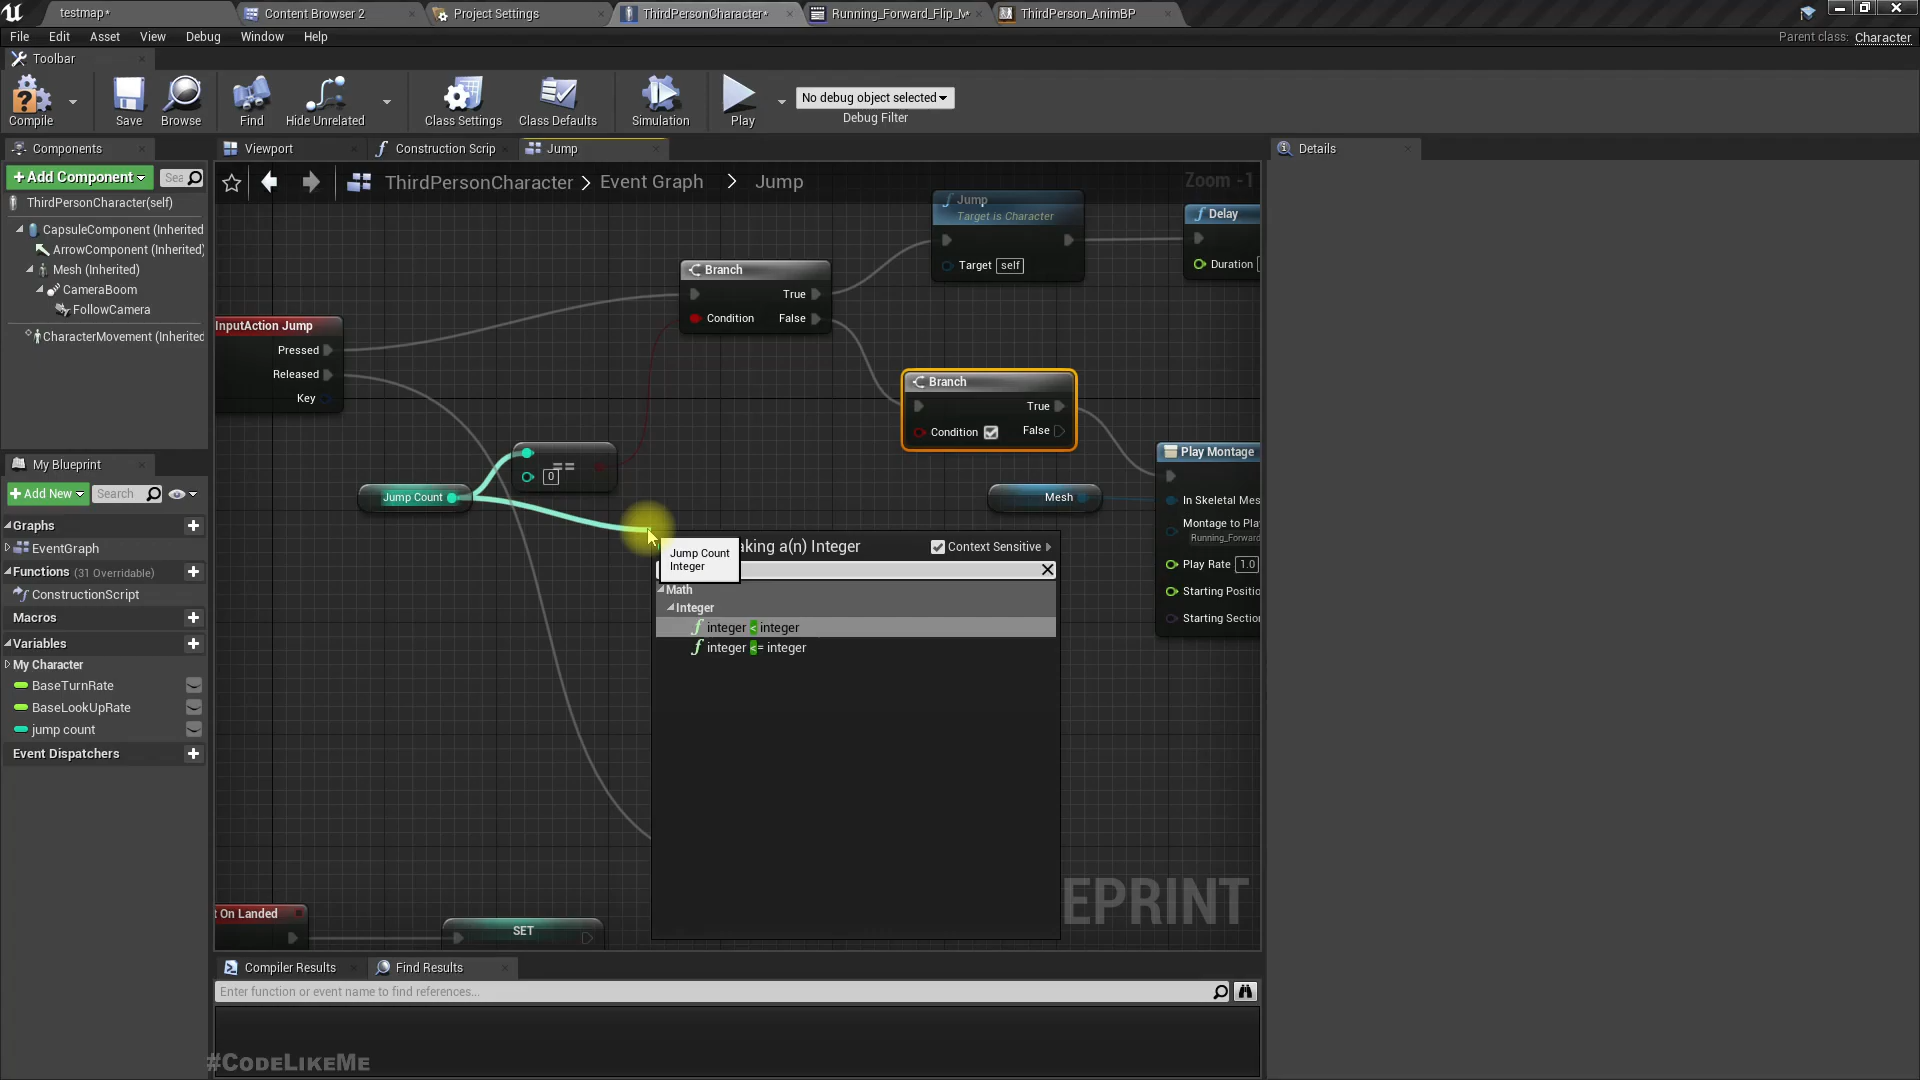 testmap*
Content Browser 2
Project Settings
ThirdPersonCharacter*
Running_Forward_Flip_M*
ThirdPerson_AnimBP
File
Edit
Asset
View
Debug
Window
Help
Parent class:
Character
Toolbar
Compile
Save
Browse
Find
Hide Unrelated
Class Settings
Class Defaults
Simulation
Play
No debug object selected
Debug Filter
Components
Viewport
Construction Scrip
Jump
Details
+Add Component
Sea
ThirdPersonCharacter > Event Graph > Jump
Zoom -1
ThirdPersonCharacter(self)
CapsuleComponent (Inherited
ArrowComponent (Inherited)
Mesh (Inherited)
CameraBoom
FollowCamera
CharacterMovement (Inherited
Jump
Target is Character
Target self
Delay
Duration
Branch
True
Condition
False
InputAction Jump
Pressed
Released
Key
Branch
True
Condition
False
==
0
Jump Count
Mesh
Play Montage
In Skeletal Mes
Montage to Pla
Running_Forward
Play Rate 1.0
Starting Positio
Starting Section
Jump Count
Integer
aking a(n) Integer
Context Sensitive
Math
Integer
integer < integer
integer <= integer
My Blueprint
+Add New
Search
Graphs
EventGraph
Functions (31 Overridable)
ConstructionScript
Macros
Variables
My Character
BaseTurnRate
BaseLookUpRate
jump count
Event Dispatchers
t On Landed
SET
EPRINT
Compiler Results
Find Results
Enter function or event name to find references...
#CodeLikeMe